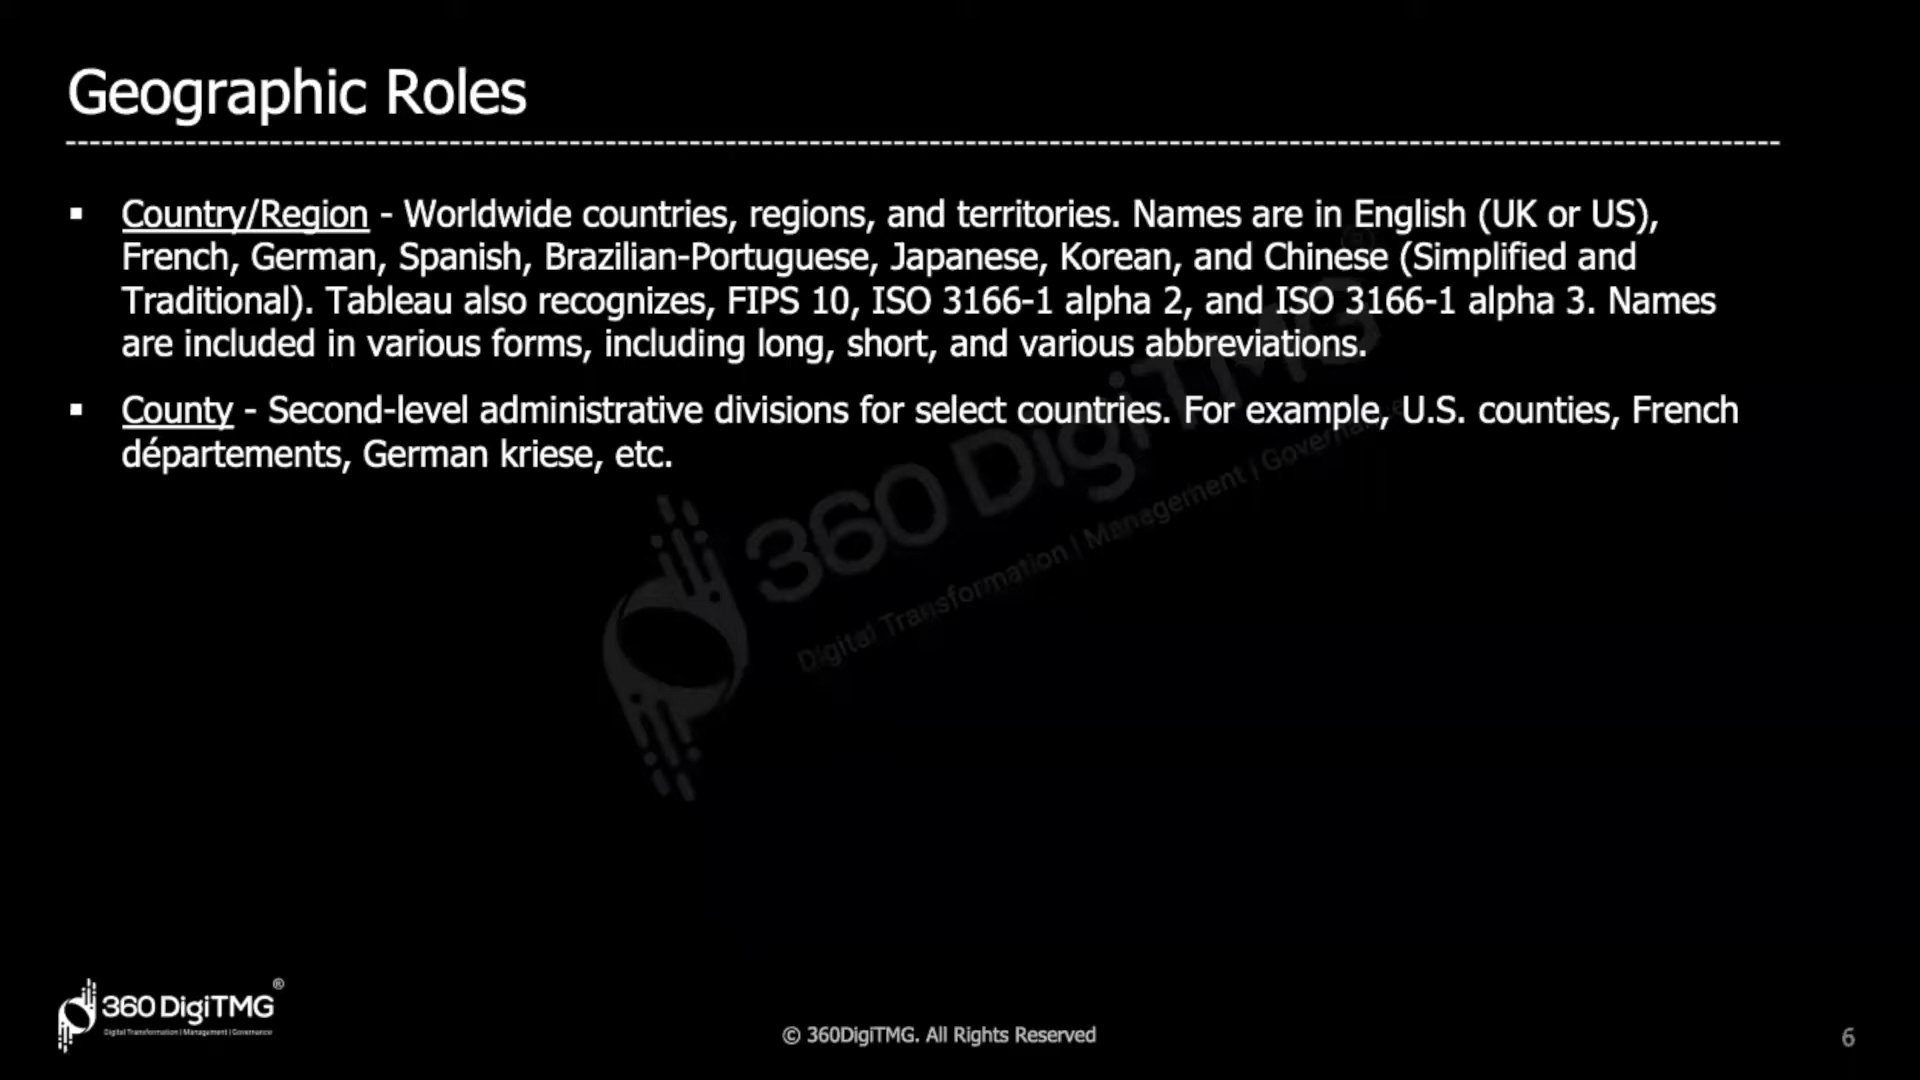 Geographic Roles
▪ Country/Region - Worldwide countries, regions, and territories. Names are in English (UK or US),
French, German, Spanish, Brazilian-Portuguese, Japanese, Korean, and Chinese (Simplified and
Traditional). Tableau also recognizes, FIPS 10, ISO 3166-1 alpha 2, and ISO 3166-1 alpha 3. Names
are included in various forms, including long, short, and various abbreviations.
▪ County - Second-level administrative divisions for select countries. For example, U.S. counties, French
départements, German kriese, etc.
360 DigiTMG
Digital Transformation | Management | Governance
360 DigiTMG®
Digital Transformation | Management | Governance
© 360DigiTMG. All Rights Reserved
6